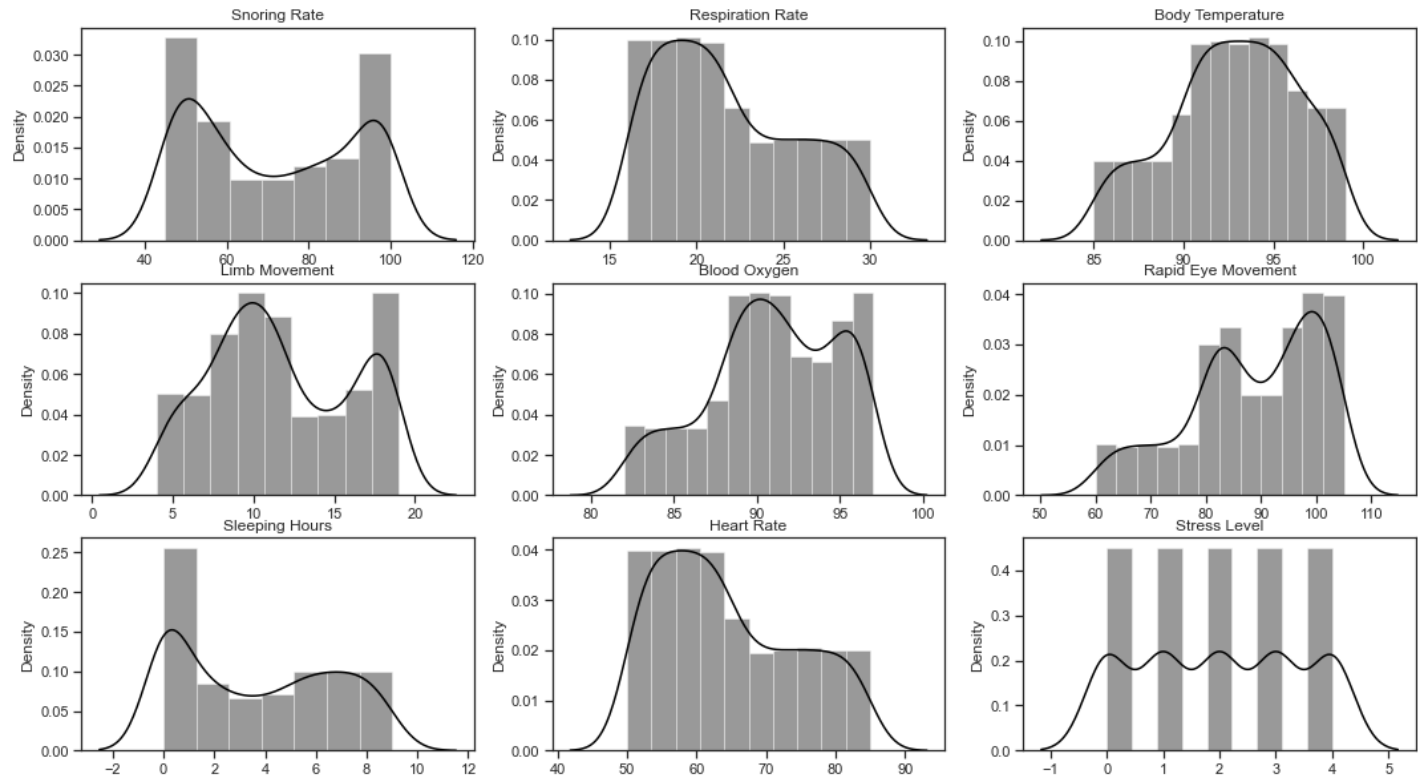 Snoring Rate
Density
0.030
0.025
0.020
0.015
0.010
0.005
0.000
40 60 80 100 120
Respiration Rate
Density
0.10
0.08
0.06
0.04
0.02
0.00
15 20 25 30
Body Temperature
Density
0.10
0.08
0.06
0.04
0.02
0.00
85 90 95 100
Limb Movement
Density
0.10
0.08
0.06
0.04
0.02
0.00
0 5 10 15 20
Blood Oxygen
Density
0.10
0.08
0.06
0.04
0.02
0.00
80 85 90 95 100
Rapid Eye Movement
Density
0.04
0.03
0.02
0.01
0.00
50 60 70 80 90 100 110
Sleeping Hours
Density
0.25
0.20
0.15
0.10
0.05
0.00
−2 0 2 4 6 8 10 12
Heart Rate
Density
0.04
0.03
0.02
0.01
0.00
40 50 60 70 80 90
Stress Level
Density
0.4
0.3
0.2
0.1
0.0
−1 0 1 2 3 4 5